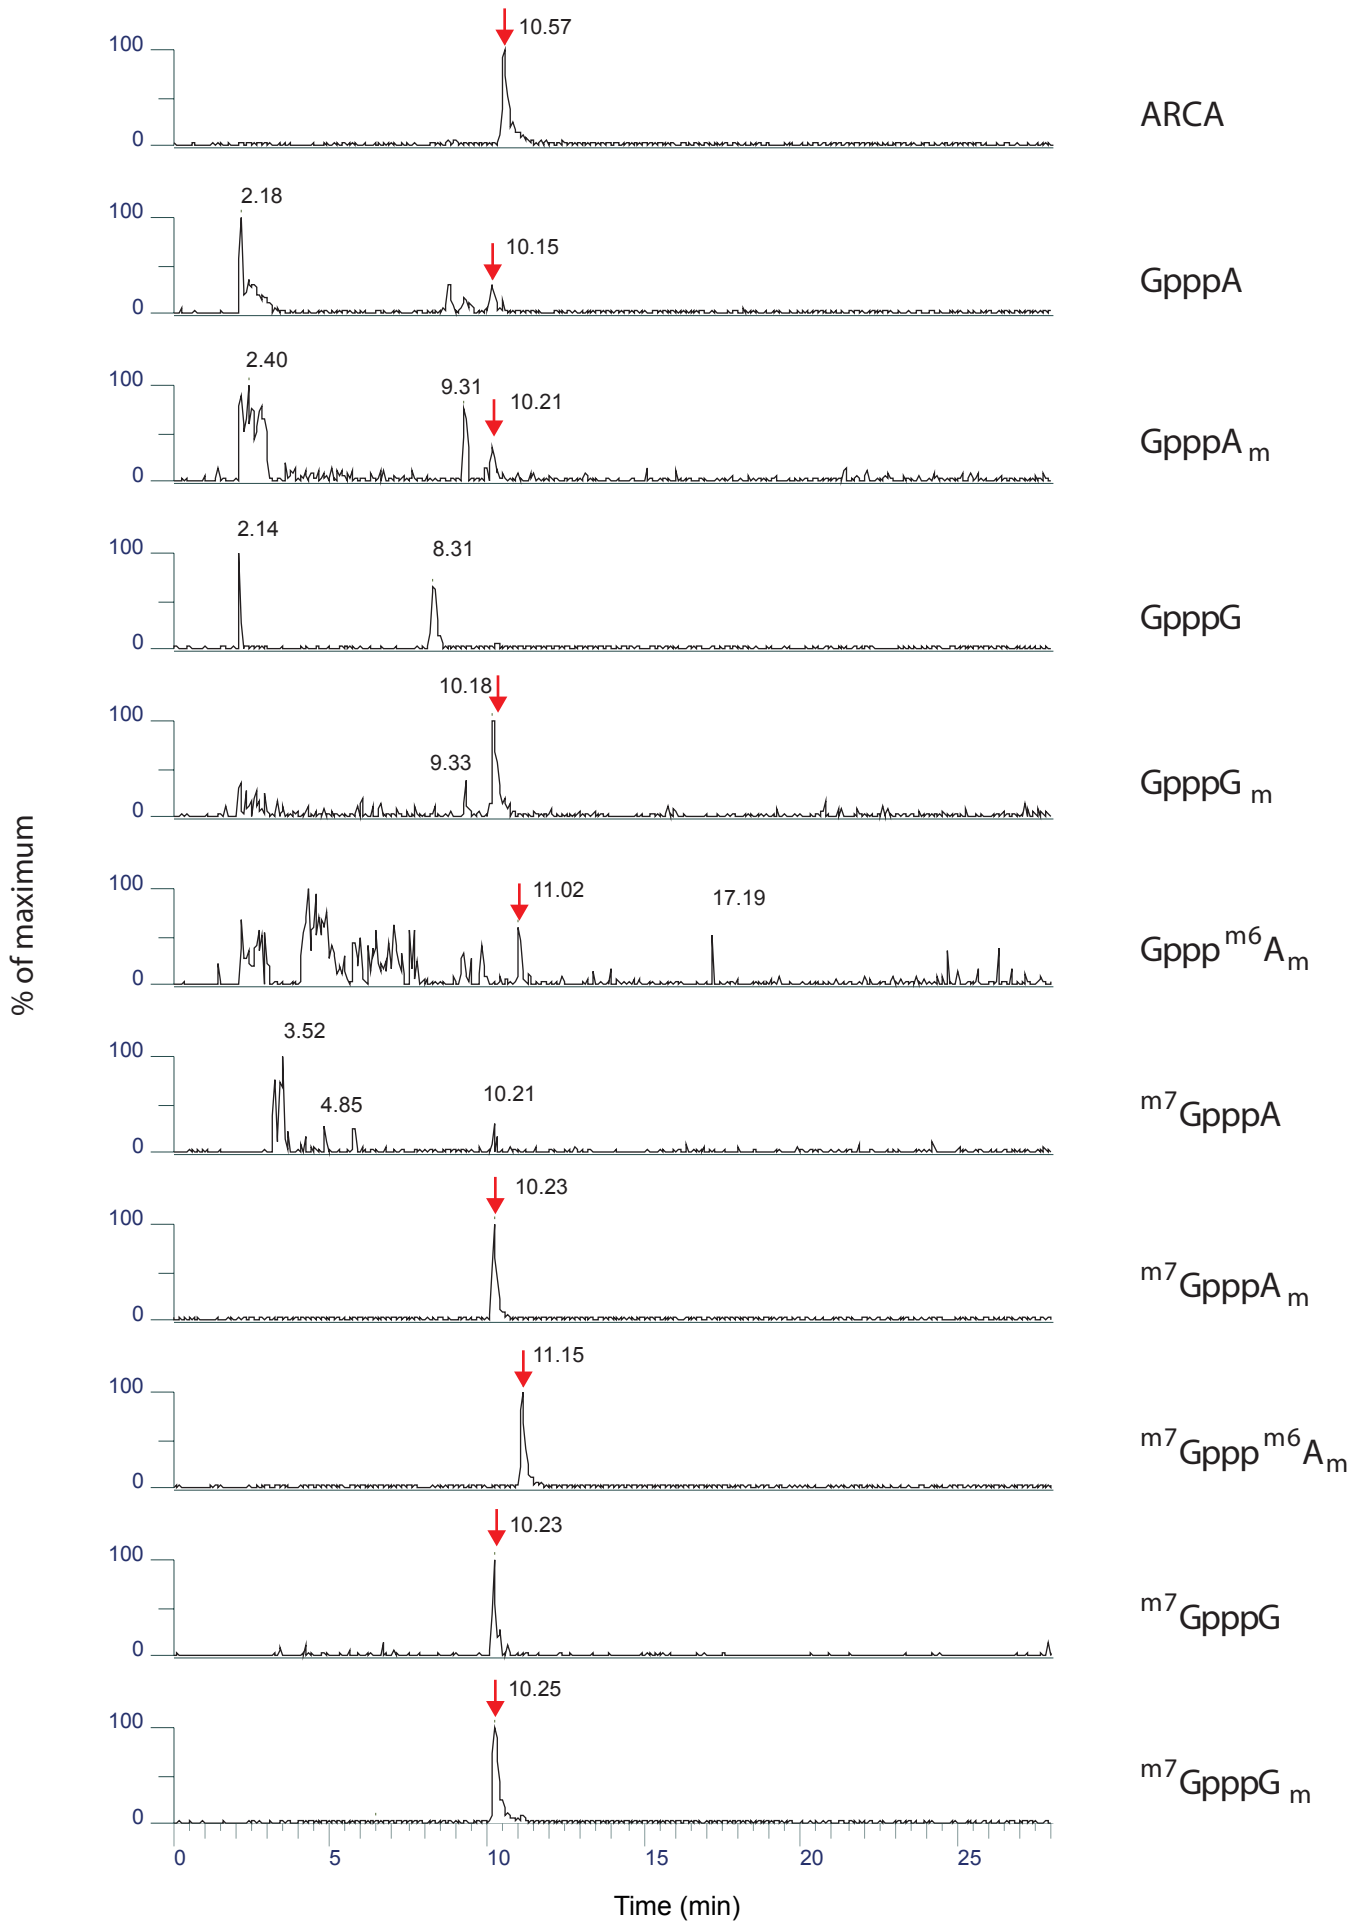 10.57
100
0
ARCA
2.18
100
10.15
0
GpppA
2.40
100
9.31
10.21
0
GpppA m
2.14
100
8.31
0
GpppG
10.18
100
9.33
0
GpppG m
% of maximum
100
11.02
17.19
0
Gppp m6 A m
3.52
100
4.85
10.21
0
m7 GpppA
10.23
100
0
m7 GpppA m
11.15
100
0
m7 Gppp m6 A m
10.23
100
0
m7 GpppG
10.25
100
0
m7 GpppG m
0 5 10 15 20 25
Time (min)